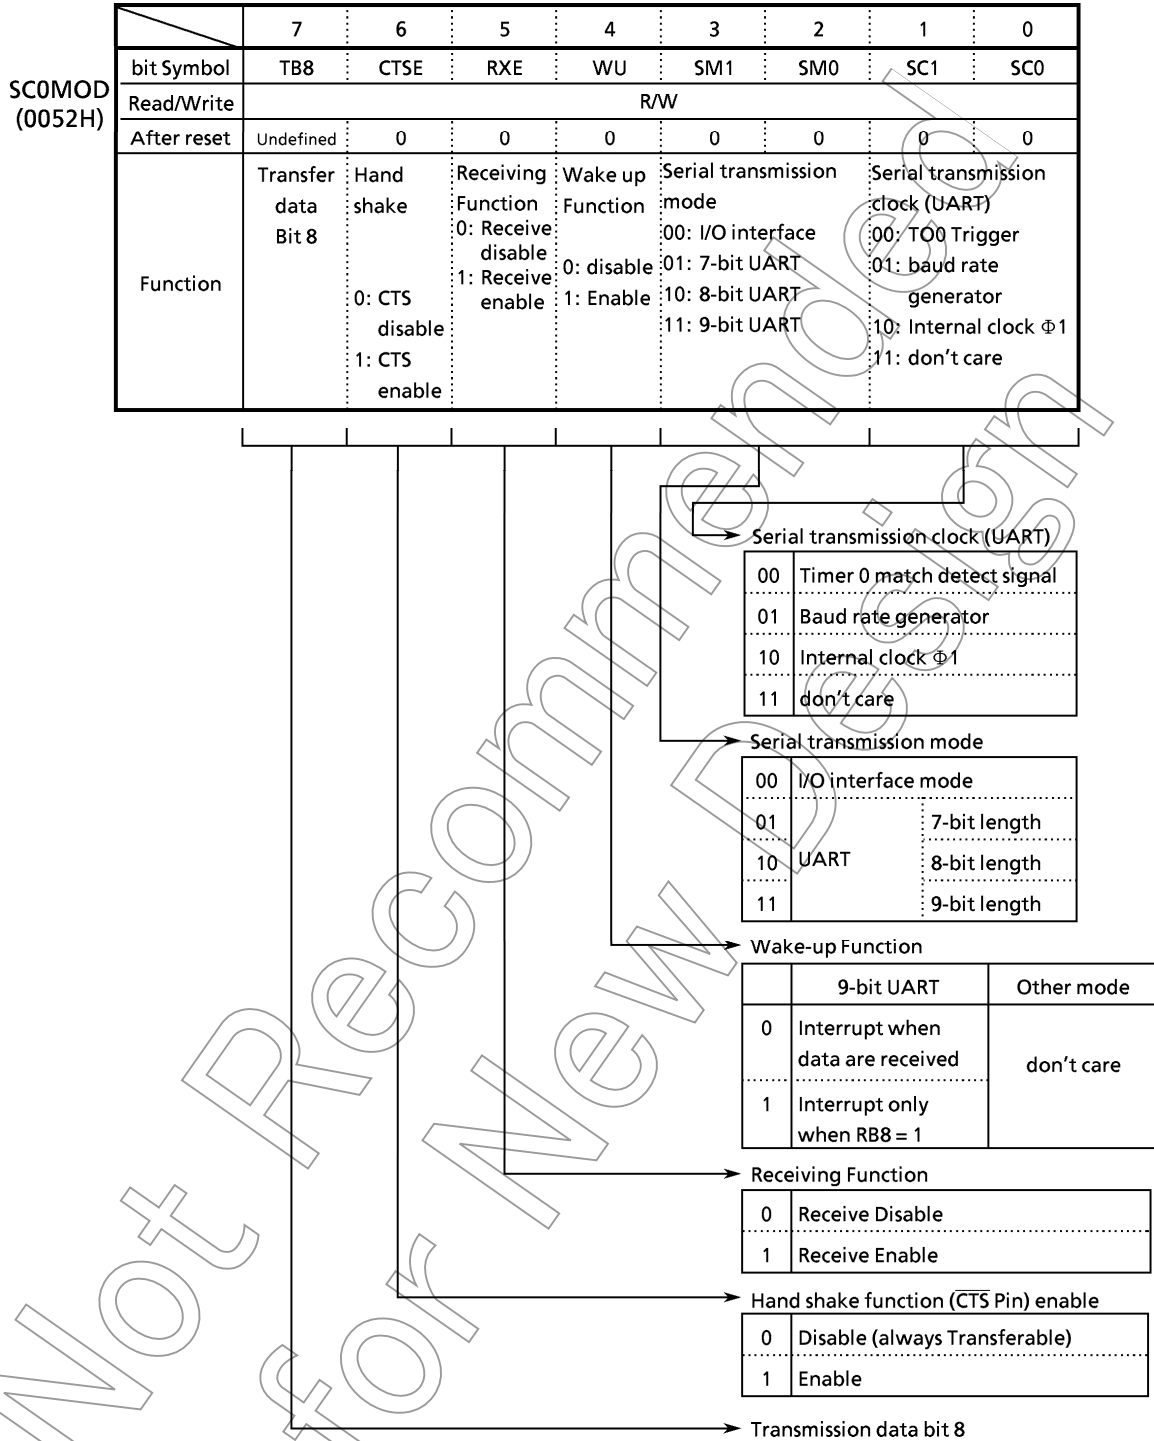 7 6 5 4 3 2 1 0
bit Symbol TB8 CTSE RXE WU SM1 SM0 SC1 SC0
SC0MOD
(0052H)
Read/Write R/W
After reset Undefined 0 0 0 0 0 0 0
Function
Transfer
data
Bit 8
Hand
shake
0: CTS
disable
1: CTS
enable
Receiving
Function
0: Receive
disable
1: Receive
enable
Wake up
Function
0: disable
1: Enable
Serial transmission
mode
00: I/O interface
01: 7-bit UART
10: 8-bit UART
11: 9-bit UART
Serial transmission
clock (UART)
00: TO0 Trigger
01: baud rate
generator
10: Internal clock Φ1
11: don't care
Serial transmission clock (UART)
00 Timer 0 match detect signal
01 Baud rate generator
10 Internal clock Φ1
11 don't care
Serial transmission mode
00 I/O interface mode
01 7-bit length
10 UART 8-bit length
11 9-bit length
Wake-up Function
9-bit UART Other mode
0 Interrupt when
data are received
don't care
1 Interrupt only
when RB8 = 1
Receiving Function
0 Receive Disable
1 Receive Enable
Hand shake function (C̅T̅S̅ Pin) enable
0 Disable (always Transferable)
1 Enable
Transmission data bit 8
Not Recommended
for New Design